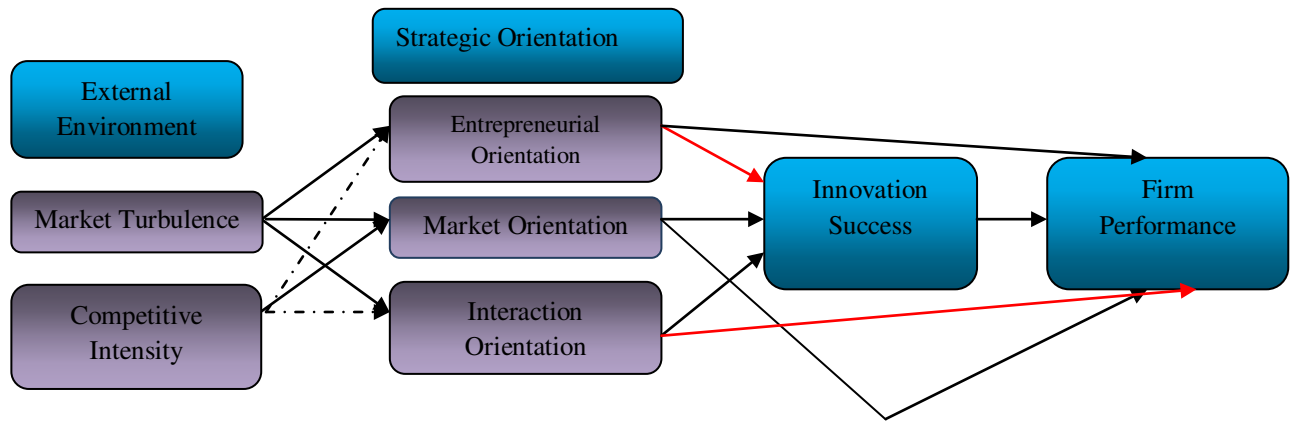 Strategic Orientation
External
Environment
Entrepreneurial
Orientation
Market Turbulence
Market Orientation
Competitive
Intensity
Interaction
Orientation
Innovation
Success
Firm
Performance